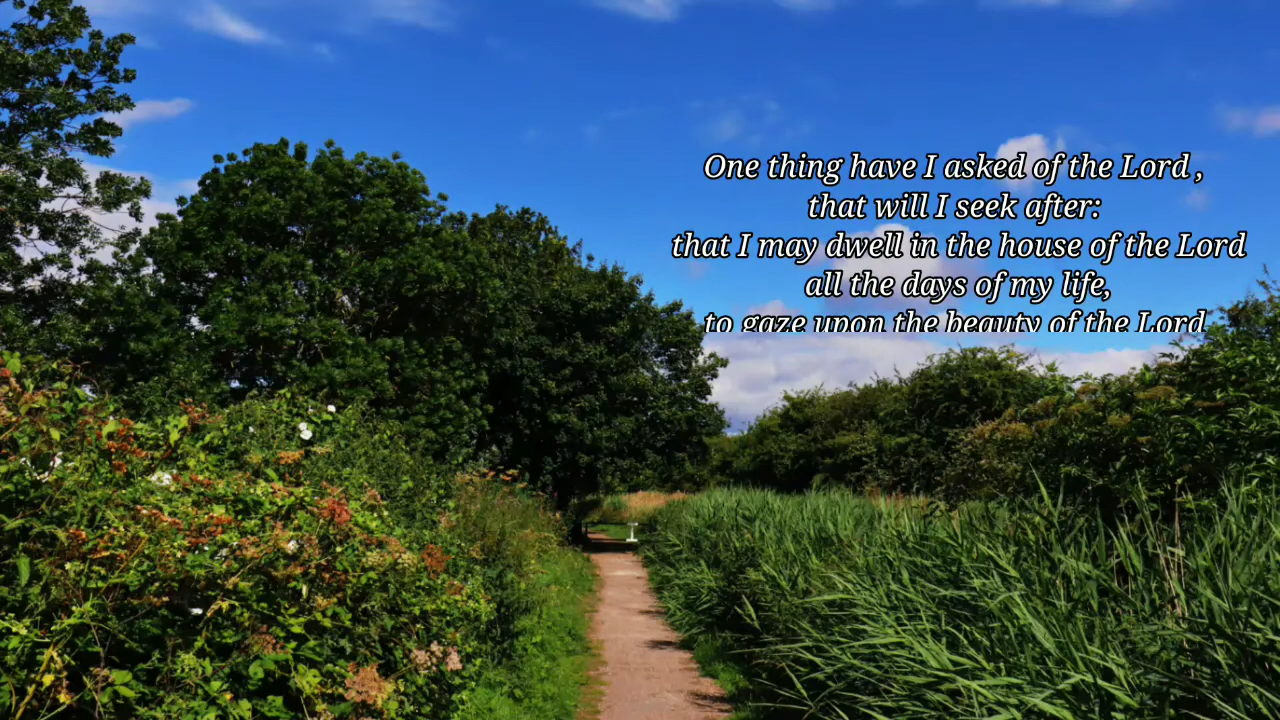 One thing have I asked of the Lord ,
that will I seek after:
that I may dwell in the house of the Lord
all the days of my life,
to gaze upon the beauty of the Lord